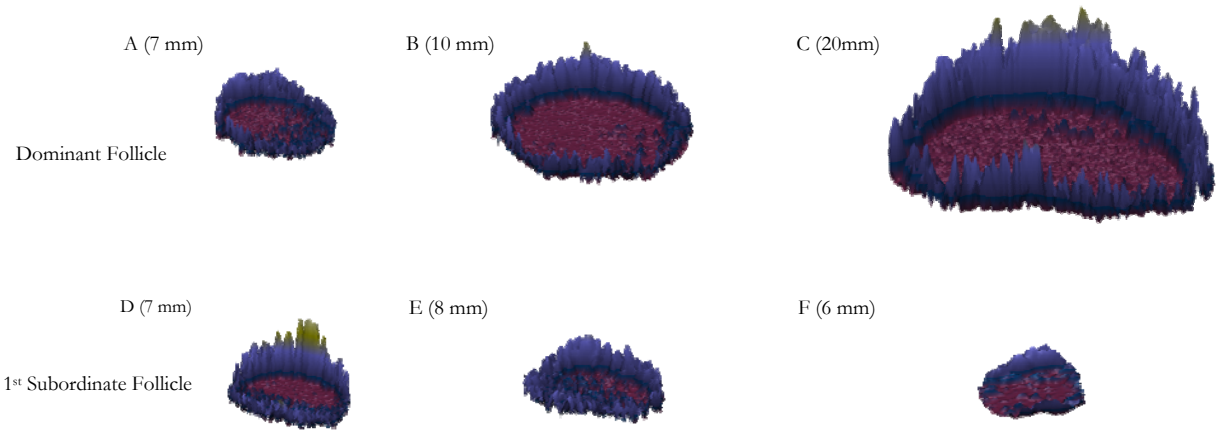 A (7 mm)
B (10 mm)
C (20mm)
Dominant Follicle
D (7 mm)
E (8 mm)
F (6 mm)
1st Subordinate Follicle